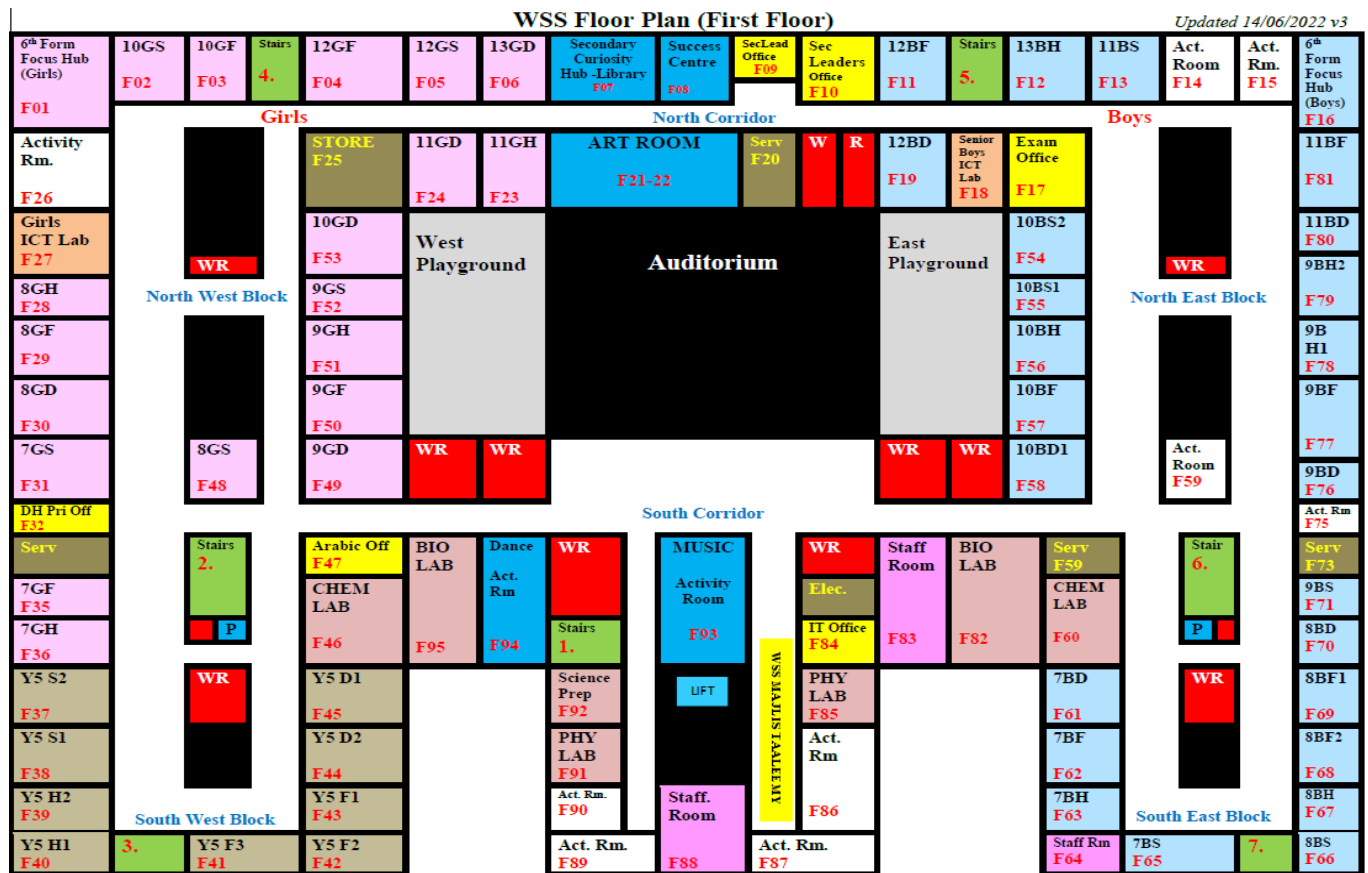 WSS Floor Plan (First Floor)
Updated 14/06/2022 v3
6th Form
Focus Hub
(Girls)
F01
10GS
F02
10GF
F03
Stairs
4.
12GF
F04
12GS
F05
13GD
F06
Secondary
Curiosity
Hub -Library
F07
Success
Centre
F08
SecLead
Office
F09
Sec
Leaders
Office
F10
12BF
F11
Stairs
5.
13BH
F12
11BS
F13
Act.
Room
F14
Act.
Rm.
F15
6th
Form
Focus
Hub
(Boys)
F16
Girls
North Corridor
Boys
Activity
Rm.
F26
STORE
F25
11GD
F24
11GH
F23
ART ROOM
F21-22
Serv
F20
W
R
12BD
F19
Senior
Boys
ICT
Lab
F18
Exam
Office
F17
11BF
F81
Girls
ICT Lab
F27
WR
10GD
F53
West
Playground
Auditorium
East
Playground
10BS2
F54
WR
11BD
F80
9BH2
F79
8GH
F28
North West Block
9GS
F52
10BS1
F55
North East Block
8GF
F29
9GH
F51
10BH
F56
9B
H1
F78
8GD
F30
9GF
F50
10BF
F57
9BF
F77
7GS
F31
8GS
F48
9GD
F49
WR
WR
WR
WR
10BD1
F58
Act.
Room
F59
9BD
F76
DH Pri Off
F32
South Corridor
Act. Rm
F75
Serv
Stairs
2.
Arabic Off
F47
BIO
LAB
F95
Dance
Act.
Rm
F94
WR
MUSIC
Activity
Room
F93
WR
Staff
Room
F83
BIO
LAB
F82
Serv
F59
Stair
6.
Serv
F73
7GF
F35
CHEM
LAB
F46
Elec.
CHEM
LAB
F60
9BS
F71
7GH
F36
P
Stairs
1.
IT Office
F84
P
8BD
F70
Y5 S2
F37
WR
Y5 D1
F45
Science
Prep
F92
LIFT
WSS MAJLIS TAALEEMY
PHY
LAB
F85
7BD
F61
WR
8BF1
F69
Y5 S1
F38
Y5 D2
F44
PHY
LAB
F91
Act.
Rm
F86
7BF
F62
8BF2
F68
Y5 H2
F39
South West Block
Y5 F1
F43
Act. Rm.
F90
Staff.
Room
F88
7BH
F63
South East Block
8BH
F67
Y5 H1
F40
3.
Y5 F3
F41
Y5 F2
F42
Act. Rm.
F89
Act. Rm.
F87
Staff Rm
F64
7BS
F65
7.
8BS
F66